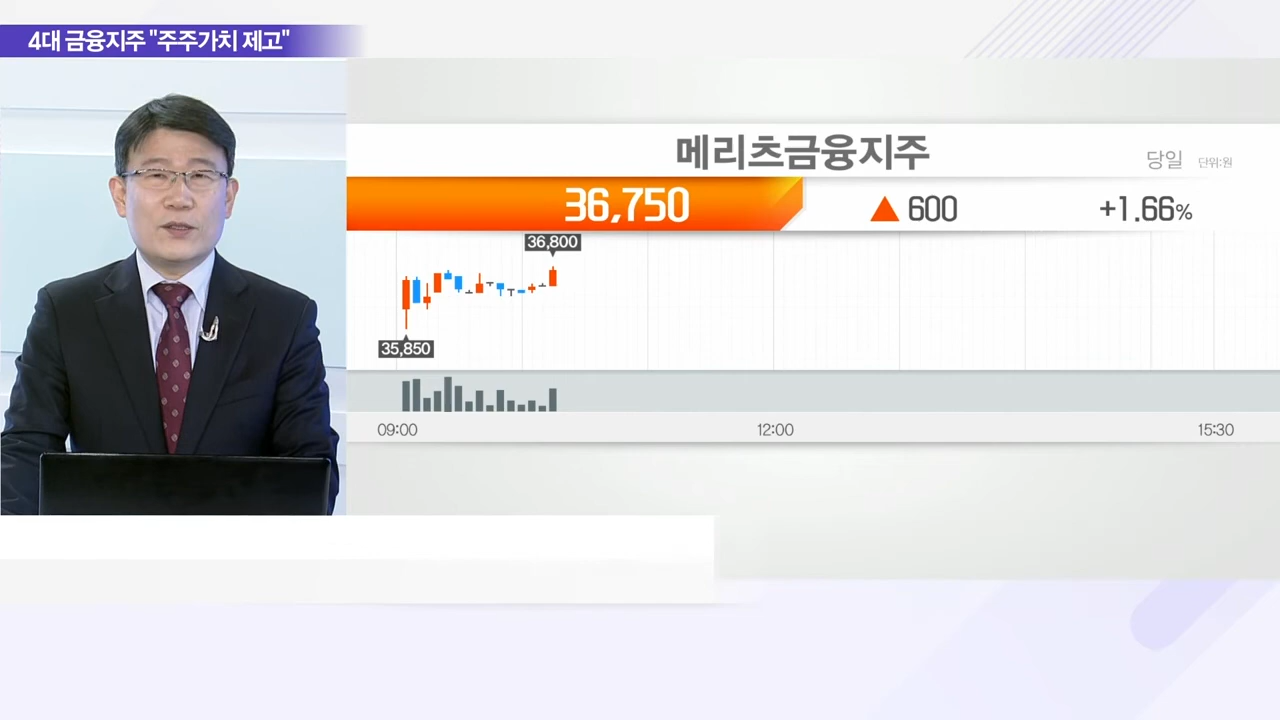 4대 금융지주 "주주가치 제고"
메리츠금융지주
당일 단위:원
36,750 ▲ 600 +1.66%
36,800
35,850
09:00 12:00 15:30